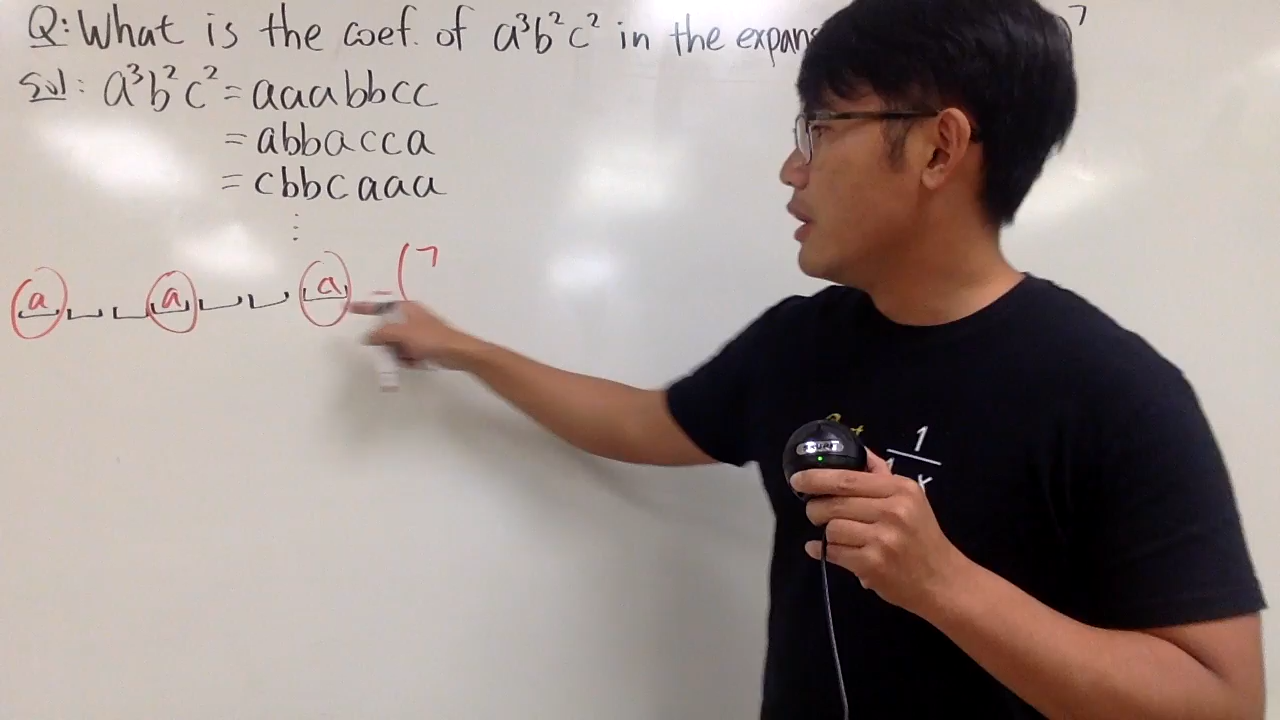 Q: What is the coef. of a³b²c² in the expans )⁷
Sol: a³b²c² = aaabbcc
= abbacca
= cbbcaaa
⋮
a _ _ a _ _ a (7
1